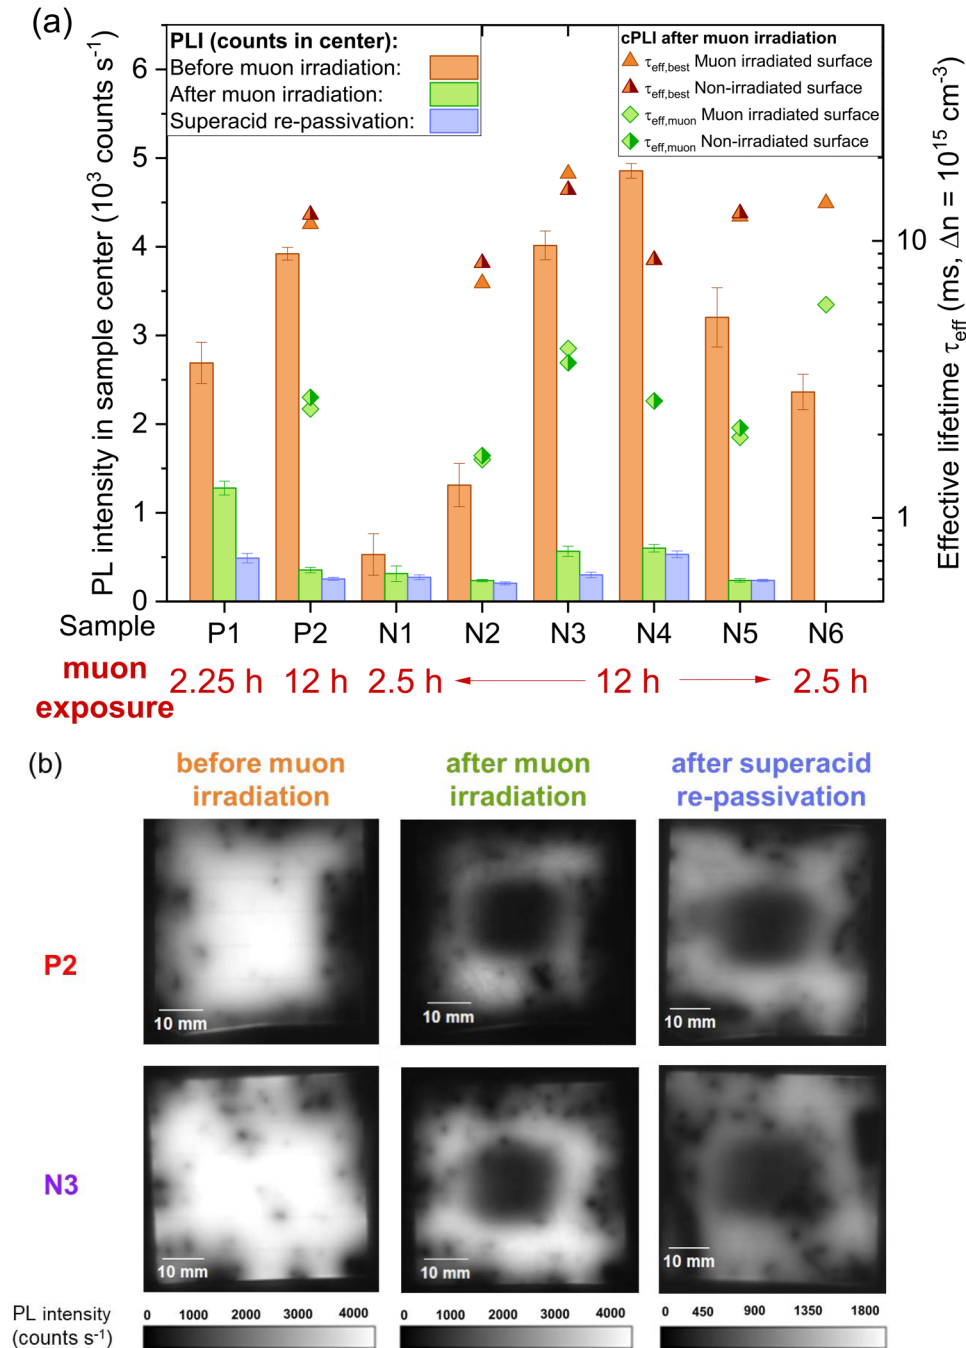 (a)
PL intensity in sample center (10³ counts s⁻¹)
6
5
4
3
2
1
0
PLI (counts in center):
Before muon irradiation:
After muon irradiation:
Superacid re-passivation:
cPLI after muon irradiation
τeff,best Muon irradiated surface
τeff,best Non-irradiated surface
τeff,muon Muon irradiated surface
τeff,muon Non-irradiated surface
10
1
Effective lifetime τeff (ms, Δn = 10¹⁵ cm⁻³)
Sample P1 P2 N1 N2 N3 N4 N5 N6
muon exposure 2.25 h 12 h 2.5 h 12 h 2.5 h
(b)
before muon irradiation
after muon irradiation
after superacid re-passivation
P2
10 mm
10 mm
10 mm
N3
10 mm
10 mm
10 mm
PL intensity (counts s⁻¹)
0 1000 2000 3000 4000
0 1000 2000 3000 4000
0 450 900 1350 1800